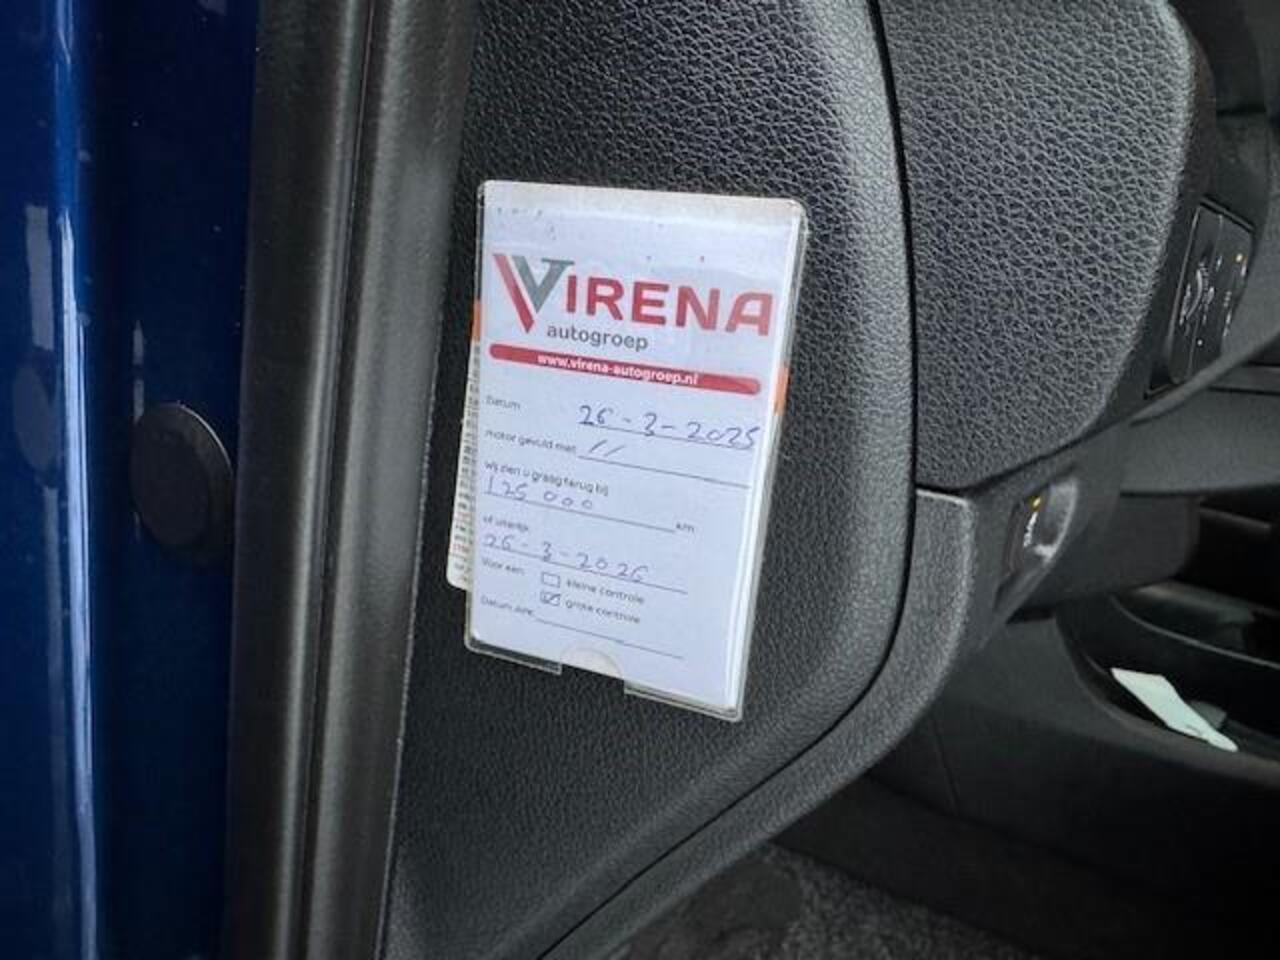 VIRENA
autogroep
www.virena-autogroep.nl
Datum 26-3-2025
motor gevuld met: //
Wij zien u graag terug bij
125 000 km
of uiterlijk
26-3-2026
Voor een: kleine controle
grote controle
Datum APK: